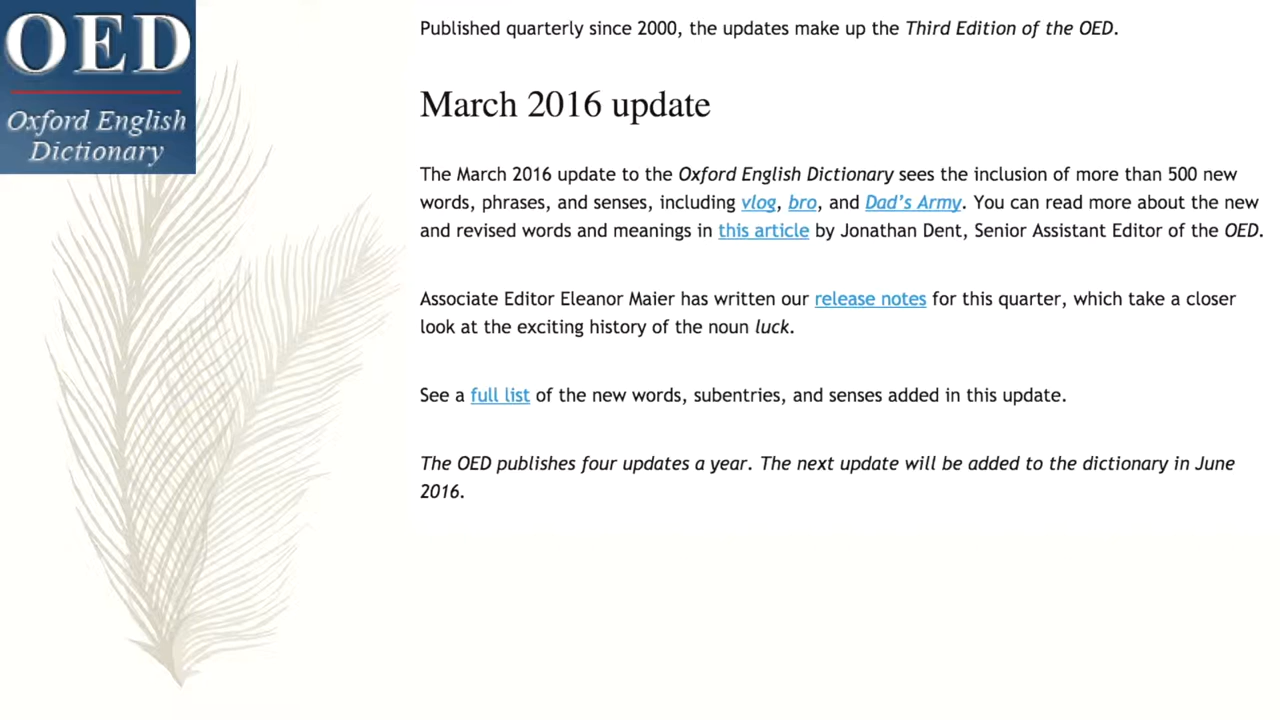 OED
Oxford English
Dictionary
Published quarterly since 2000, the updates make up the Third Edition of the OED.
March 2016 update
The March 2016 update to the Oxford English Dictionary sees the inclusion of more than 500 new
words, phrases, and senses, including vlog, bro, and Dad’s Army. You can read more about the new
and revised words and meanings in this article by Jonathan Dent, Senior Assistant Editor of the OED.
Associate Editor Eleanor Maier has written our release notes for this quarter, which take a closer
look at the exciting history of the noun luck.
See a full list of the new words, subentries, and senses added in this update.
The OED publishes four updates a year. The next update will be added to the dictionary in June
2016.